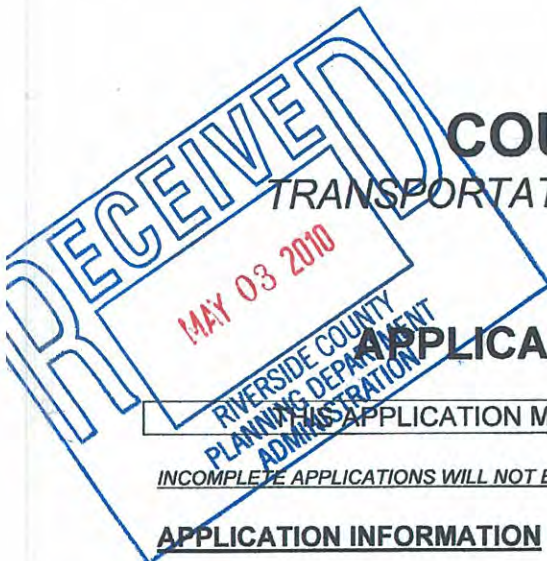 RECEIVED
MAY 03 2010
RIVERSIDE COUNTY
PLANNING DEPARTMENT
ADMINISTRATION
COU
TRANSPORTAT
APPLICA
THIS APPLICATION M
INCOMPLETE APPLICATIONS WILL NOT B
APPLICATION INFORMATION